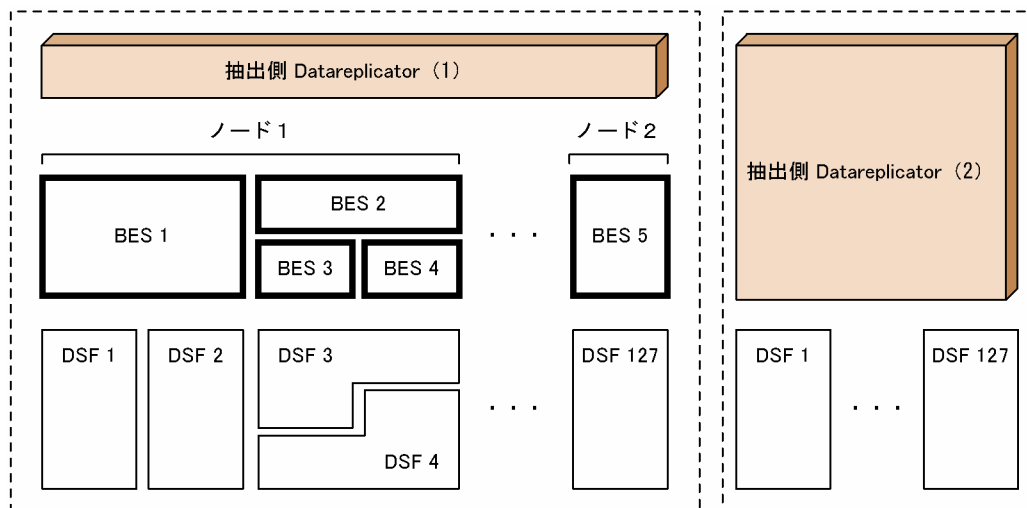 抽出側 Datareplicator（1）
ノード1
ノード2
BES 1
BES 2
BES 3
BES 4
・・・
BES 5
DSF 1
DSF 2
DSF 3
DSF 4
・・・
DSF 127
抽出側 Datareplicator（2）
DSF 1
・・・
DSF 127